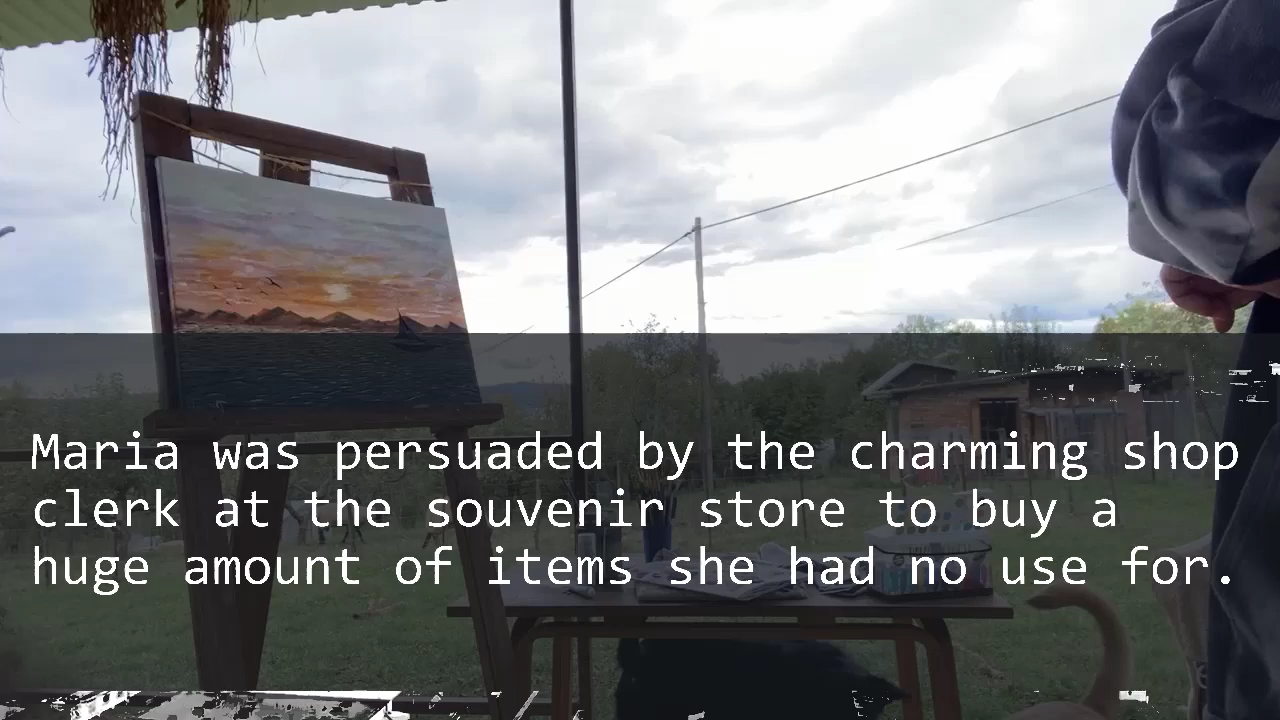 Maria was persuaded by the charming shop
clerk at the souvenir store to buy a
huge amount of items she had no use for.